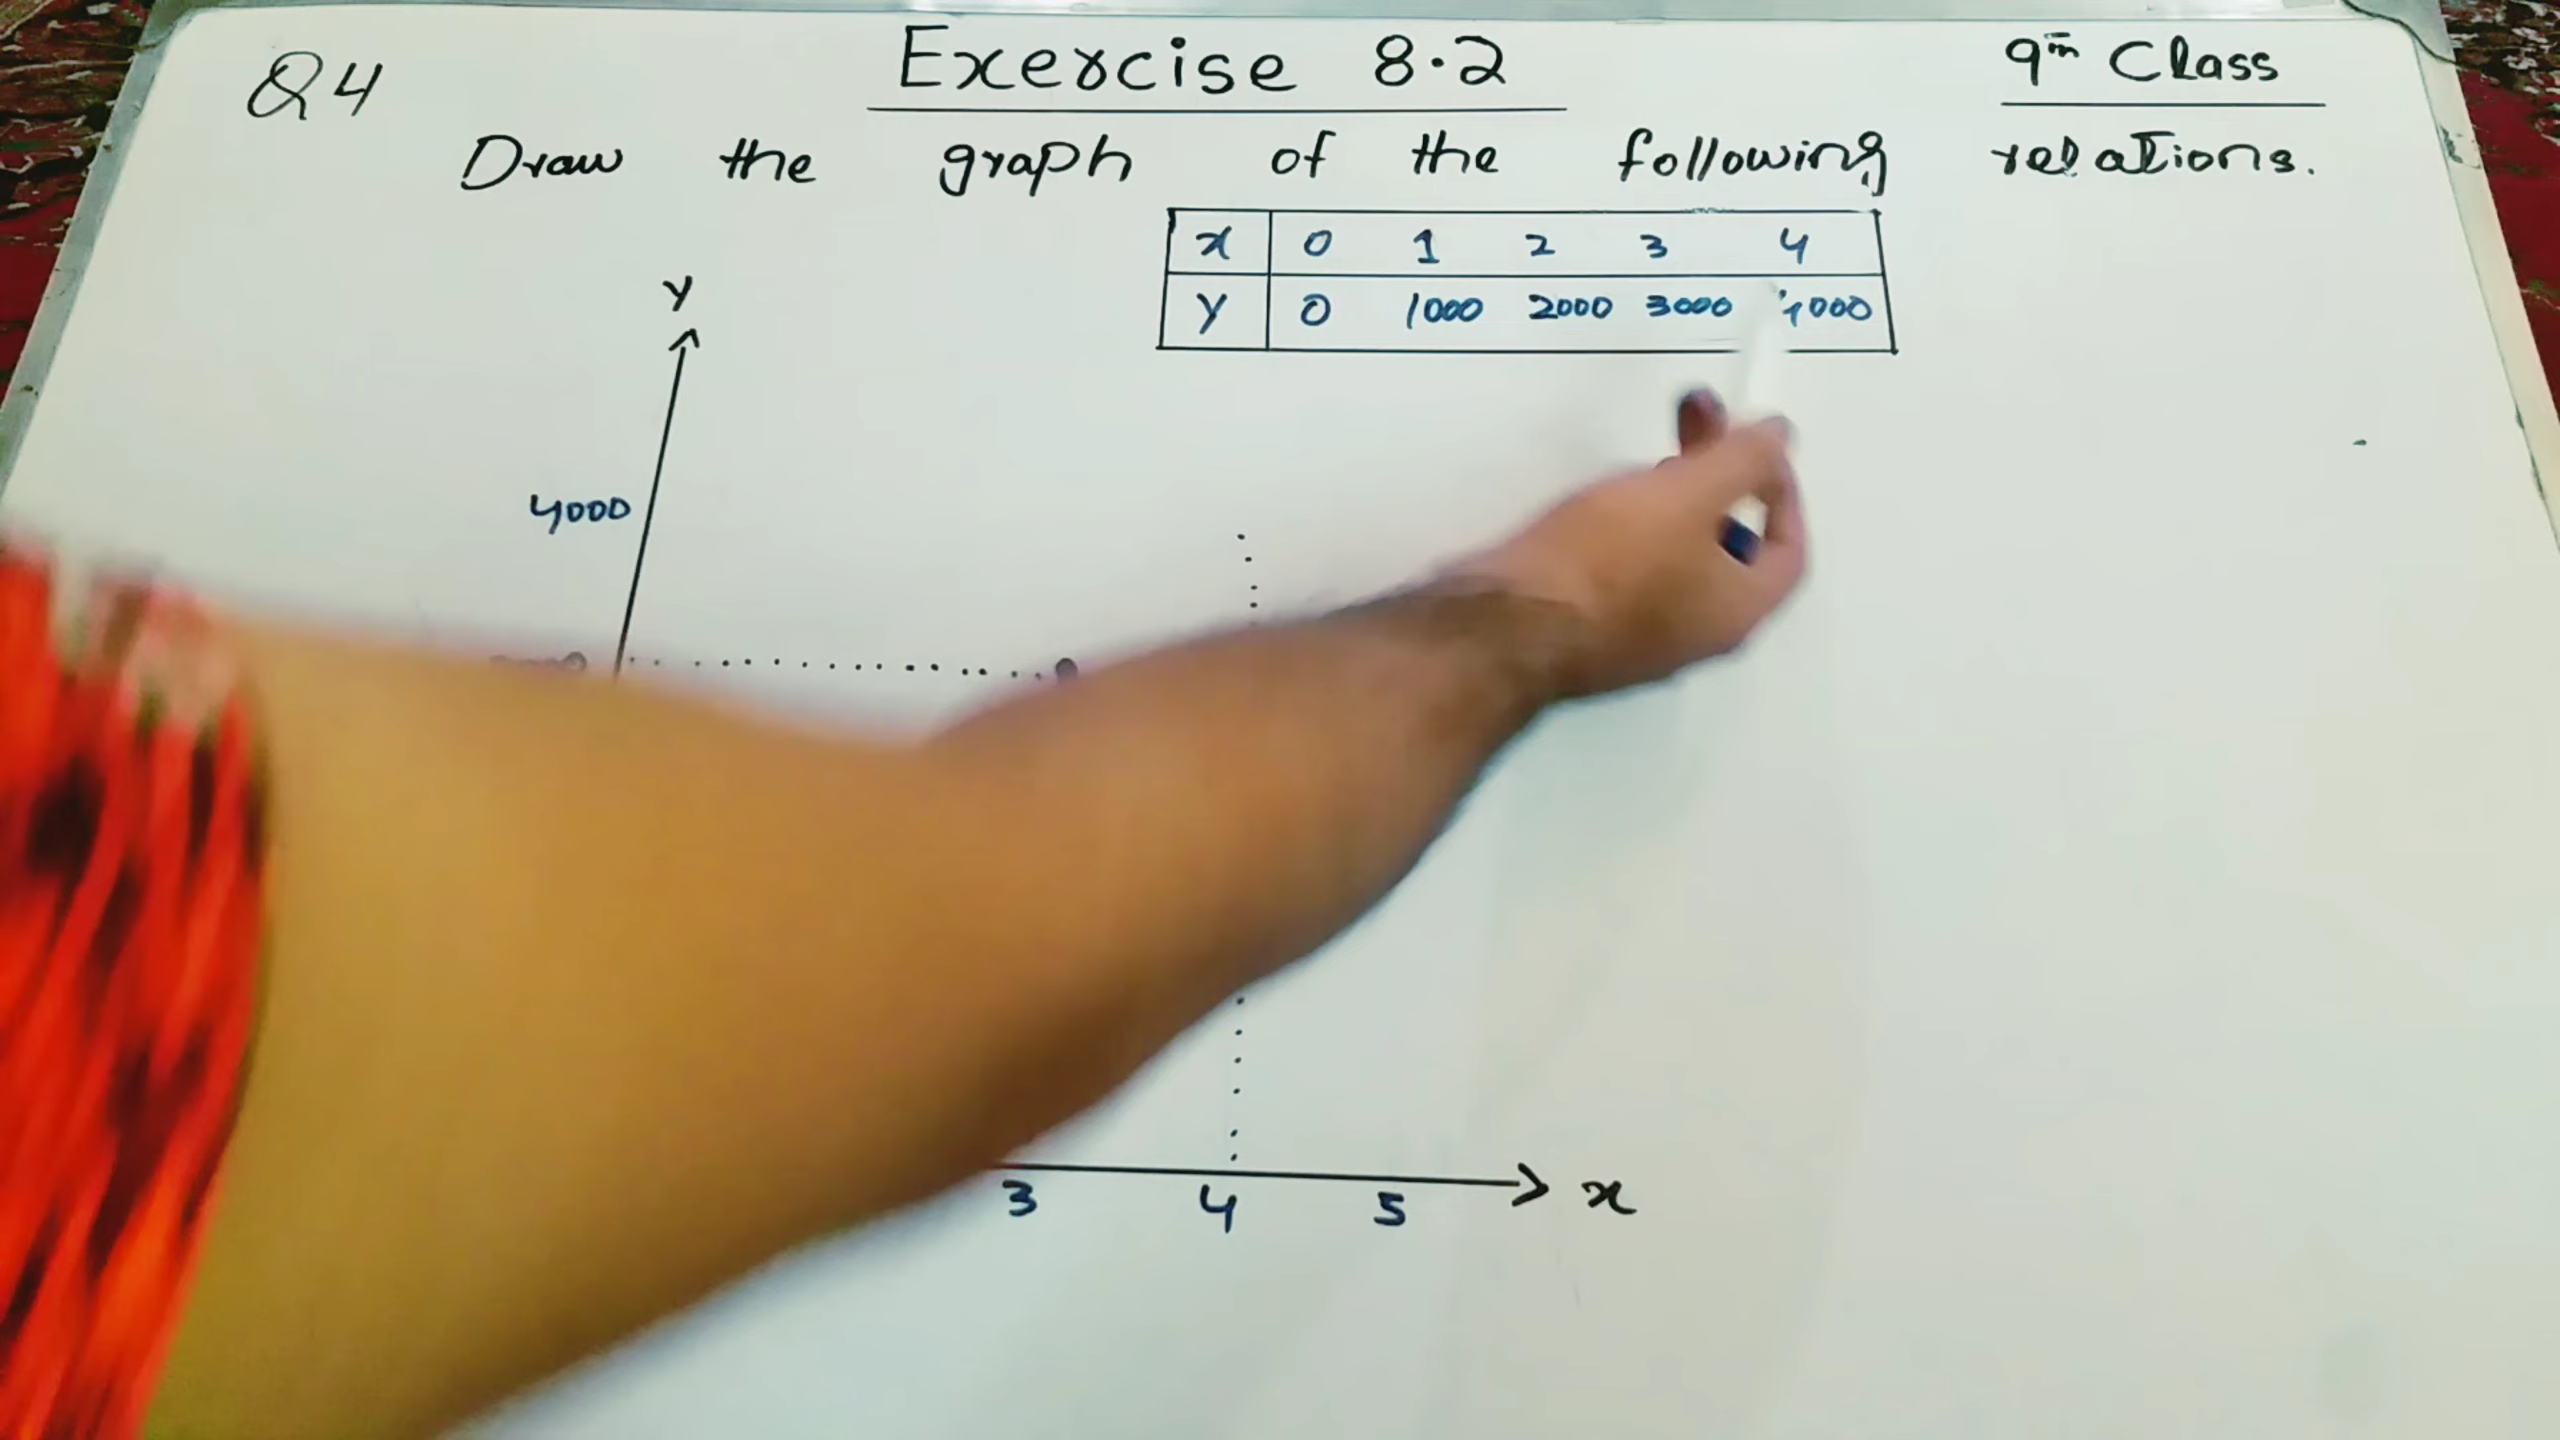 Q4
Exercise 8.2
9th Class
Draw the graph of the following relations.
x 0 1 2 3 4
y 0 1000 2000 3000 4000
y
4000
3 4 5 x